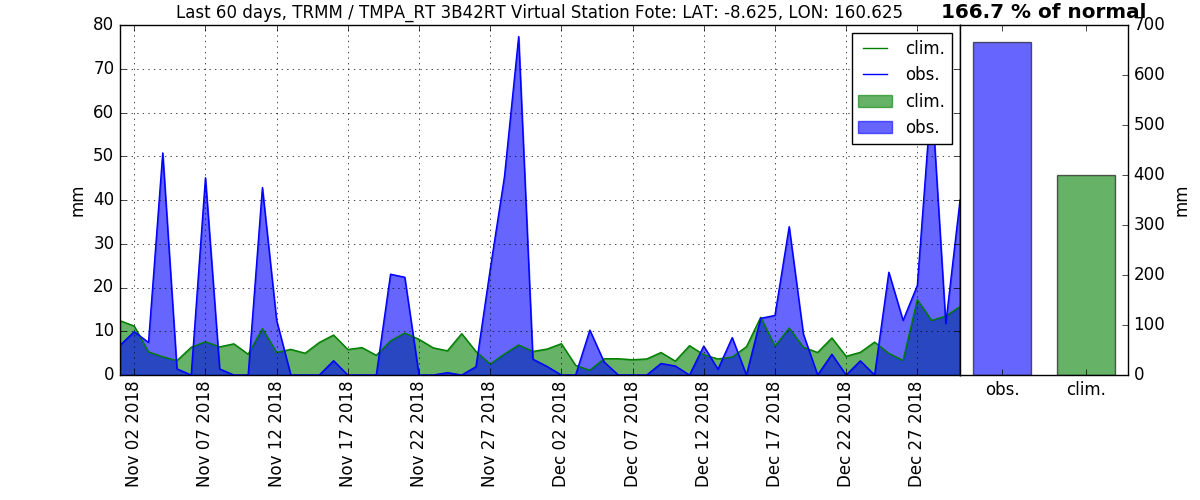 Last 60 days, TRMM / TMPA_RT 3B42RT Virtual Station Fote: LAT: -8.625, LON: 160.625
166.7 % of normal
80
70
60
50
40
30
20
10
0
mm
clim.
obs.
clim.
obs.
700
600
500
400
300
200
100
0
mm
Nov 02 2018
Nov 07 2018
Nov 12 2018
Nov 17 2018
Nov 22 2018
Nov 27 2018
Dec 02 2018
Dec 07 2018
Dec 12 2018
Dec 17 2018
Dec 22 2018
Dec 27 2018
obs.
clim.